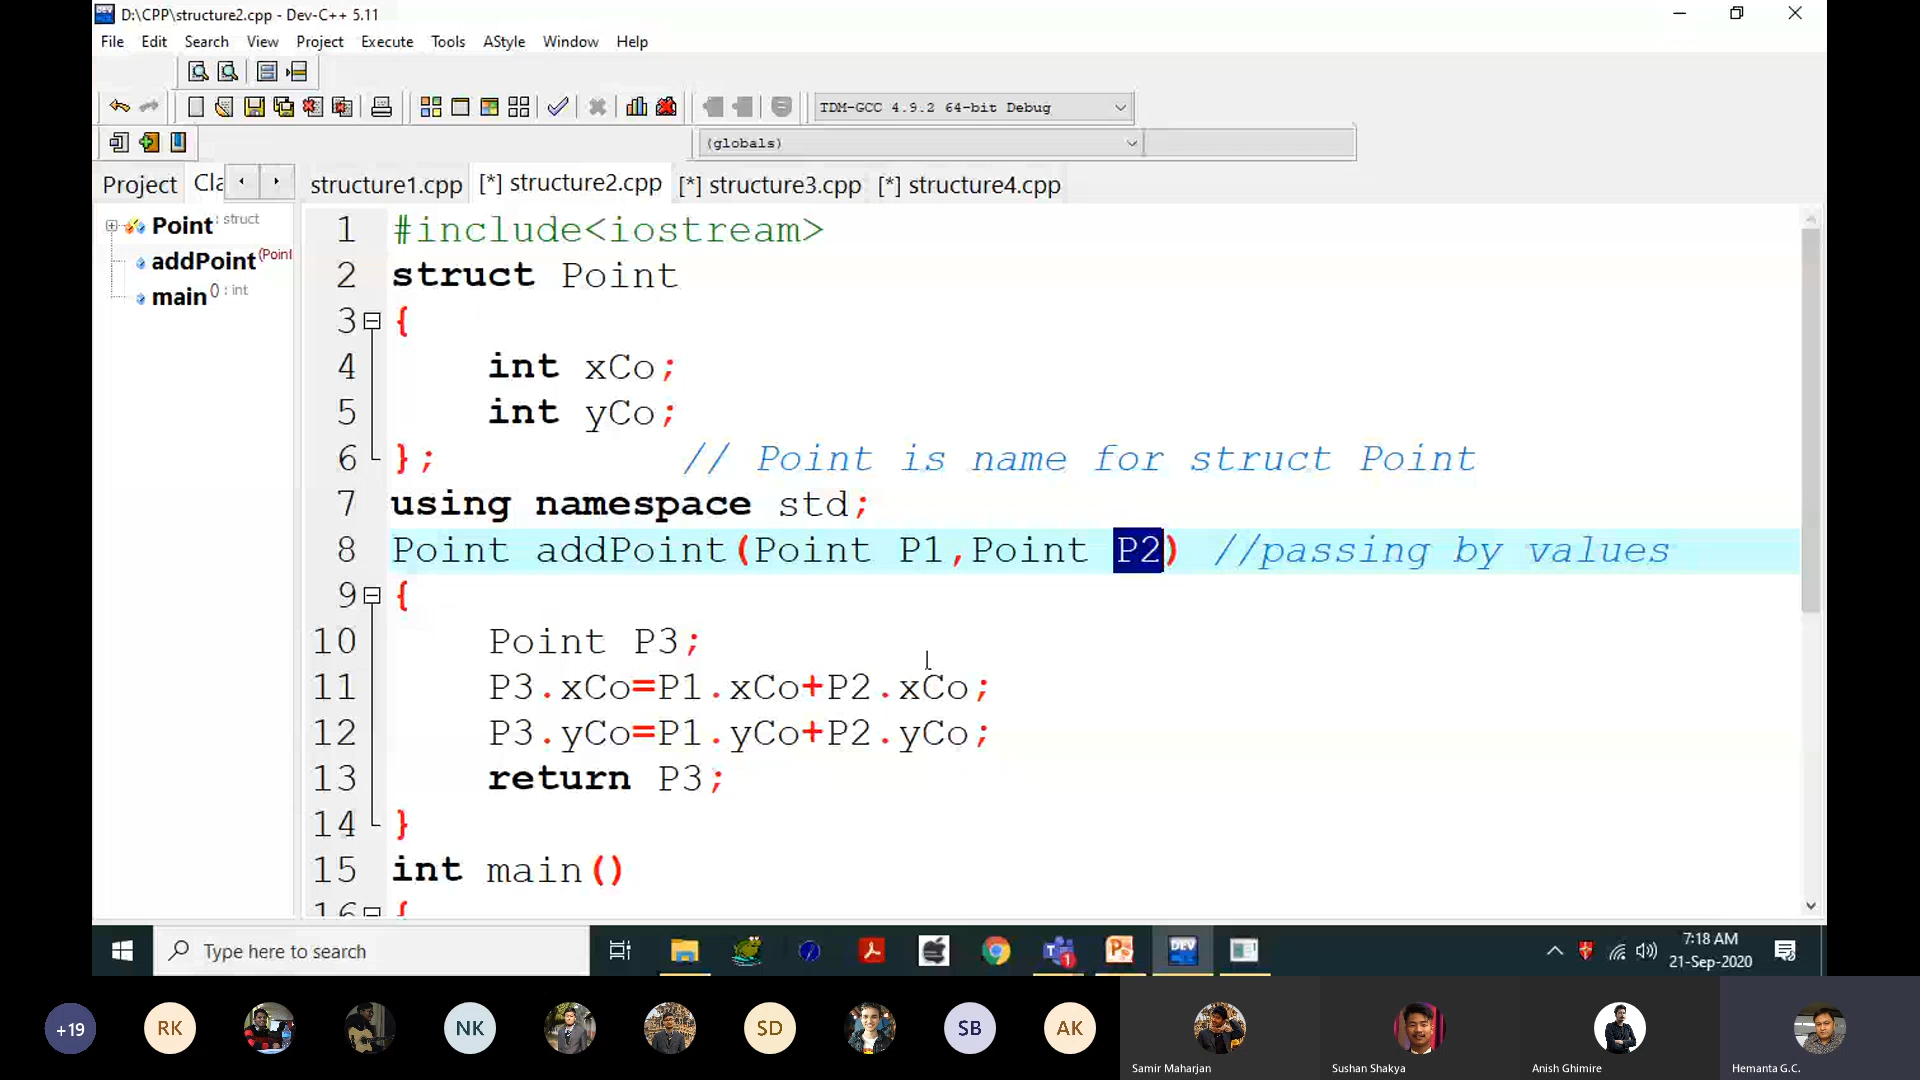 D:\CPP\structure2.cpp - Dev-C++ 5.11
File Edit Search View Project Execute Tools AStyle Window Help
TDM-GCC 4.9.2 64-bit Debug
(globals)
Project Cla structure1.cpp [*] structure2.cpp [*] structure3.cpp [*] structure4.cpp
Point : struct
addPoint (Point
main () : int
1 #include<iostream>
2 struct Point
3 {
4 int xCo;
5 int yCo;
6 }; // Point is name for struct Point
7 using namespace std;
8 Point addPoint(Point P1,Point P2) //passing by values
9 {
10 Point P3;
11 P3.xCo=P1.xCo+P2.xCo;
12 P3.yCo=P1.yCo+P2.yCo;
13 return P3;
14 }
15 int main()
16 {
Type here to search
DEV
1
7:18 AM
21-Sep-2020
+19 RK NK SD SB AK
Samir Maharjan Sushan Shakya Anish Ghimire Hemanta G.C.